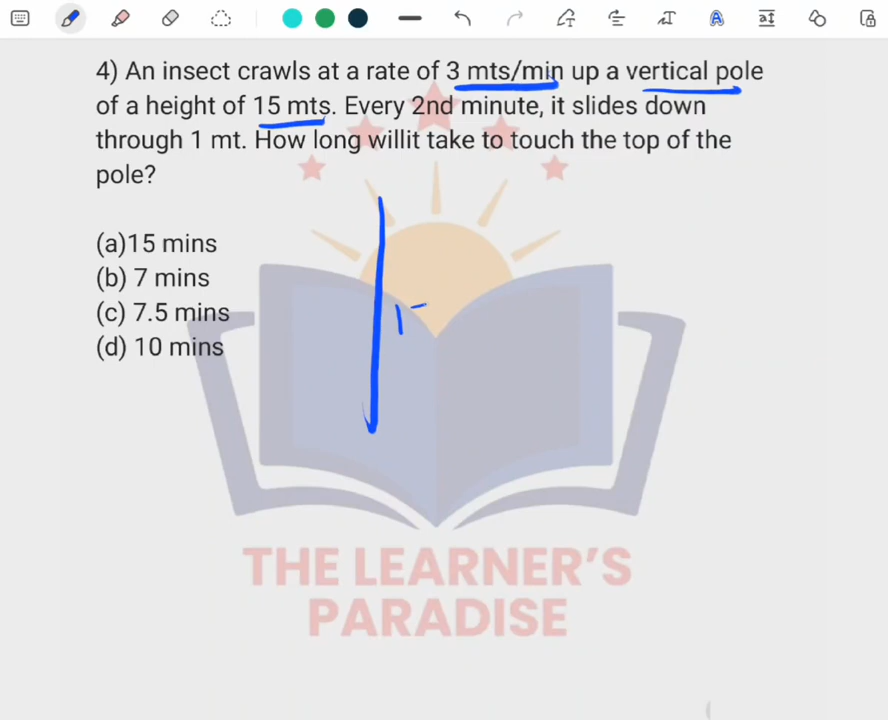 4) An insect crawls at a rate of 3 mts/min up a vertical pole
of a height of 15 mts. Every 2nd minute, it slides down
through 1 mt. How long willit take to touch the top of the
pole?
(a)15 mins
(b) 7 mins
(c) 7.5 mins
(d) 10 mins
THE LEARNER'S
PARADISE